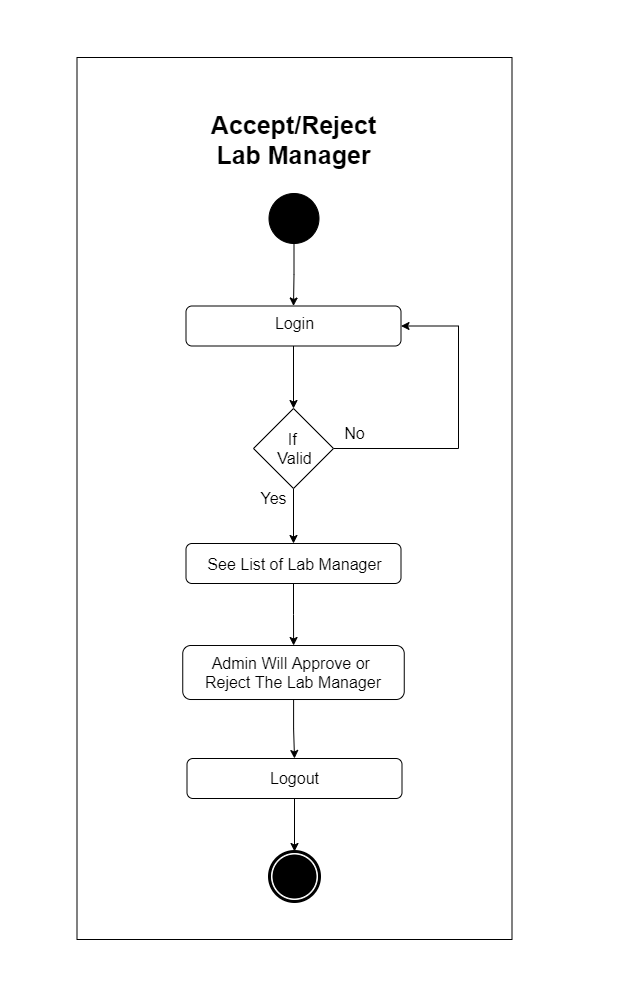 Accept/Reject
Lab Manager
Login
If
Valid
No
Yes
See List of Lab Manager
Admin Will Approve or
Reject The Lab Manager
Logout